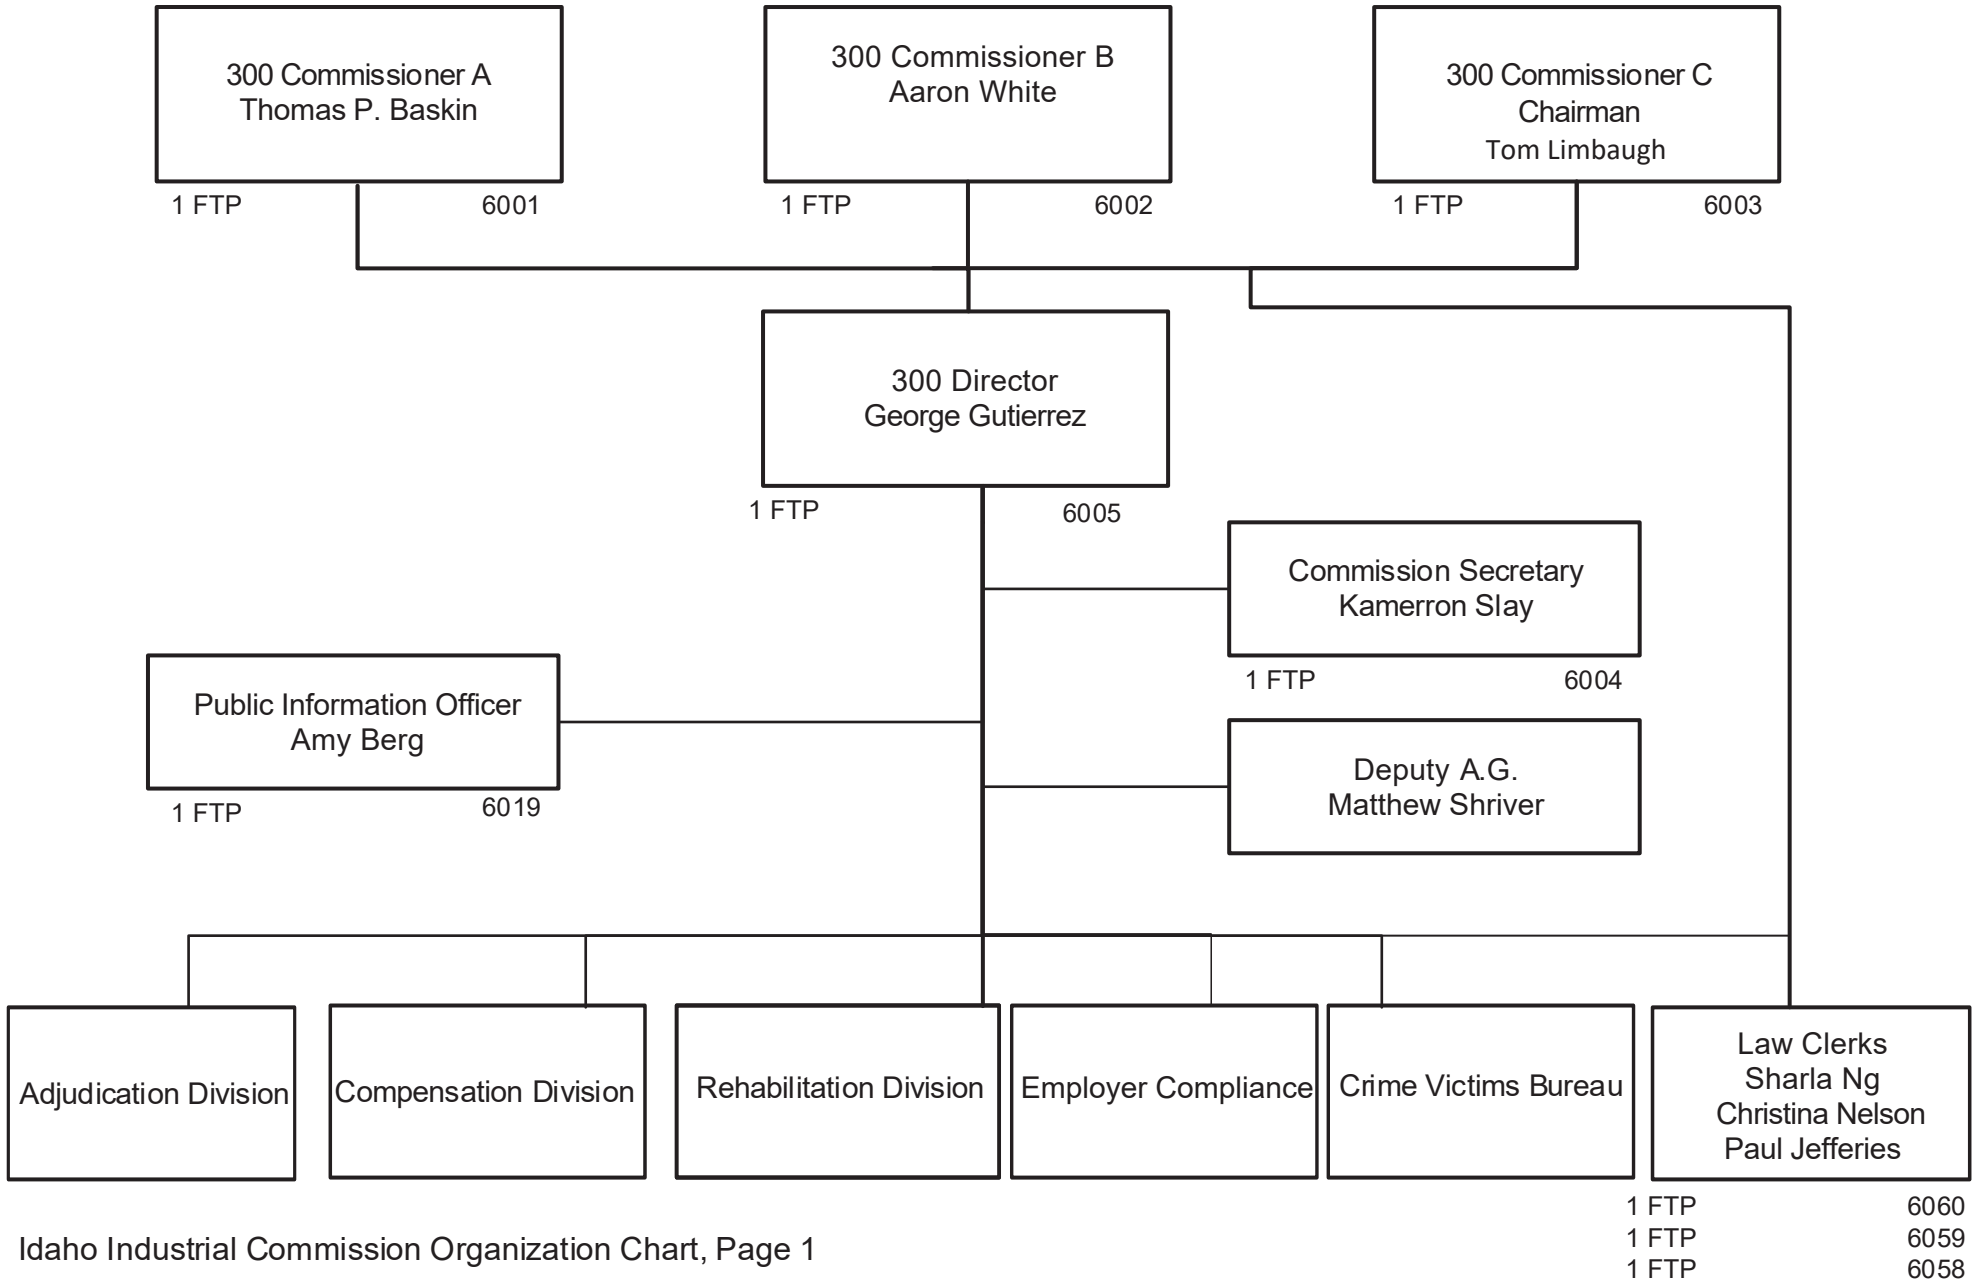 300 Commissioner A
Thomas P. Baskin
1 FTP 6001
300 Commissioner B
Aaron White
1 FTP 6002
300 Commissioner C
Chairman
Tom Limbaugh
1 FTP 6003
300 Director
George Gutierrez
1 FTP 6005
Commission Secretary
Kamerron Slay
1 FTP 6004
Public Information Officer
Amy Berg
1 FTP 6019
Deputy A.G.
Matthew Shriver
Adjudication Division
Compensation Division
Rehabilitation Division
Employer Compliance
Crime Victims Bureau
Law Clerks
Sharla Ng
Christina Nelson
Paul Jefferies
1 FTP 6060
1 FTP 6059
1 FTP 6058
Idaho Industrial Commission Organization Chart, Page 1